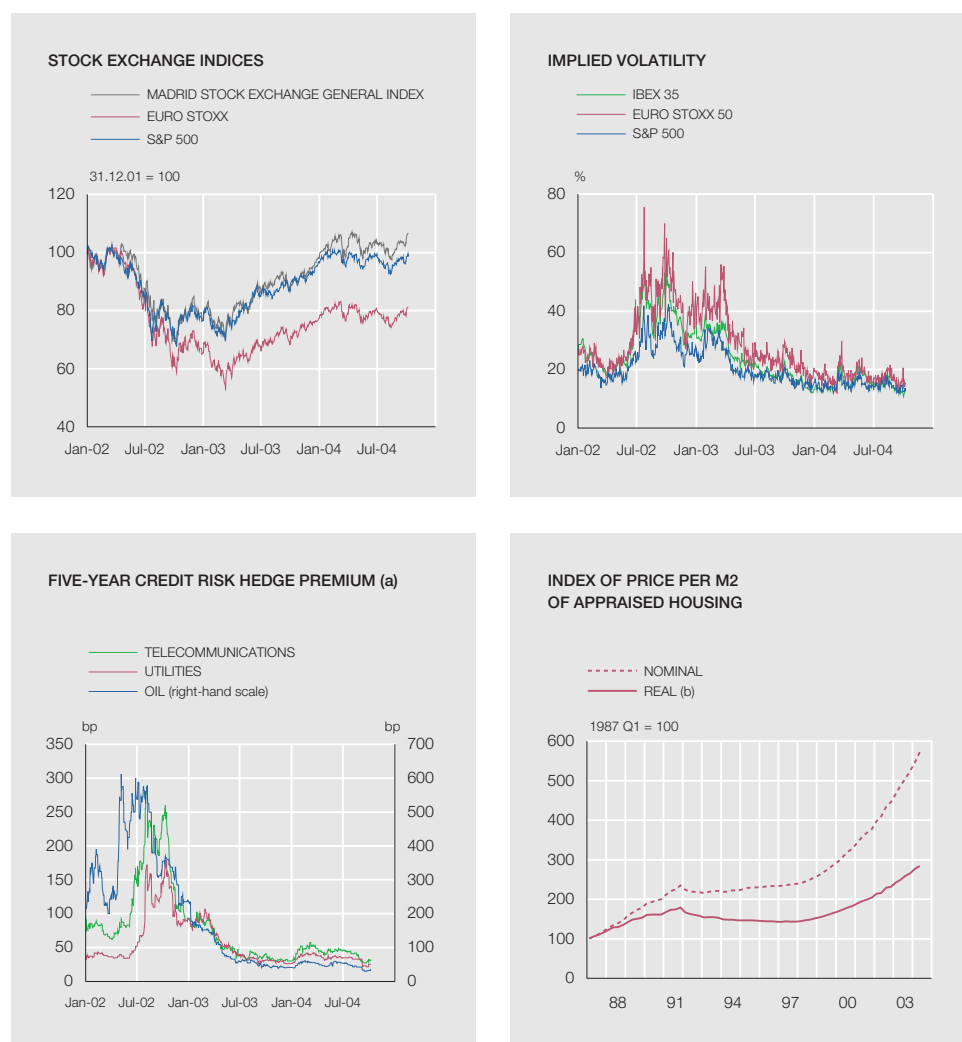 STOCK EXCHANGE INDICES
MADRID STOCK EXCHANGE GENERAL INDEX
EURO STOXX
S&P 500
31.12.01 = 100
120
100
80
60
40
Jan-02 Jul-02 Jan-03 Jul-03 Jan-04 Jul-04
IMPLIED VOLATILITY
IBEX 35
EURO STOXX 50
S&P 500
%
80
60
40
20
0
Jan-02 Jul-02 Jan-03 Jul-03 Jan-04 Jul-04
FIVE-YEAR CREDIT RISK HEDGE PREMIUM (a)
TELECOMMUNICATIONS
UTILITIES
OIL (right-hand scale)
bp bp
350 700
300 600
250 500
200 400
150 300
100 200
50 100
0 0
Jan-02 Jul-02 Jan-03 Jul-03 Jan-04 Jul-04
INDEX OF PRICE PER M2
OF APPRAISED HOUSING
NOMINAL
REAL (b)
1987 Q1 = 100
600
500
400
300
200
100
0
88 91 94 97 00 03